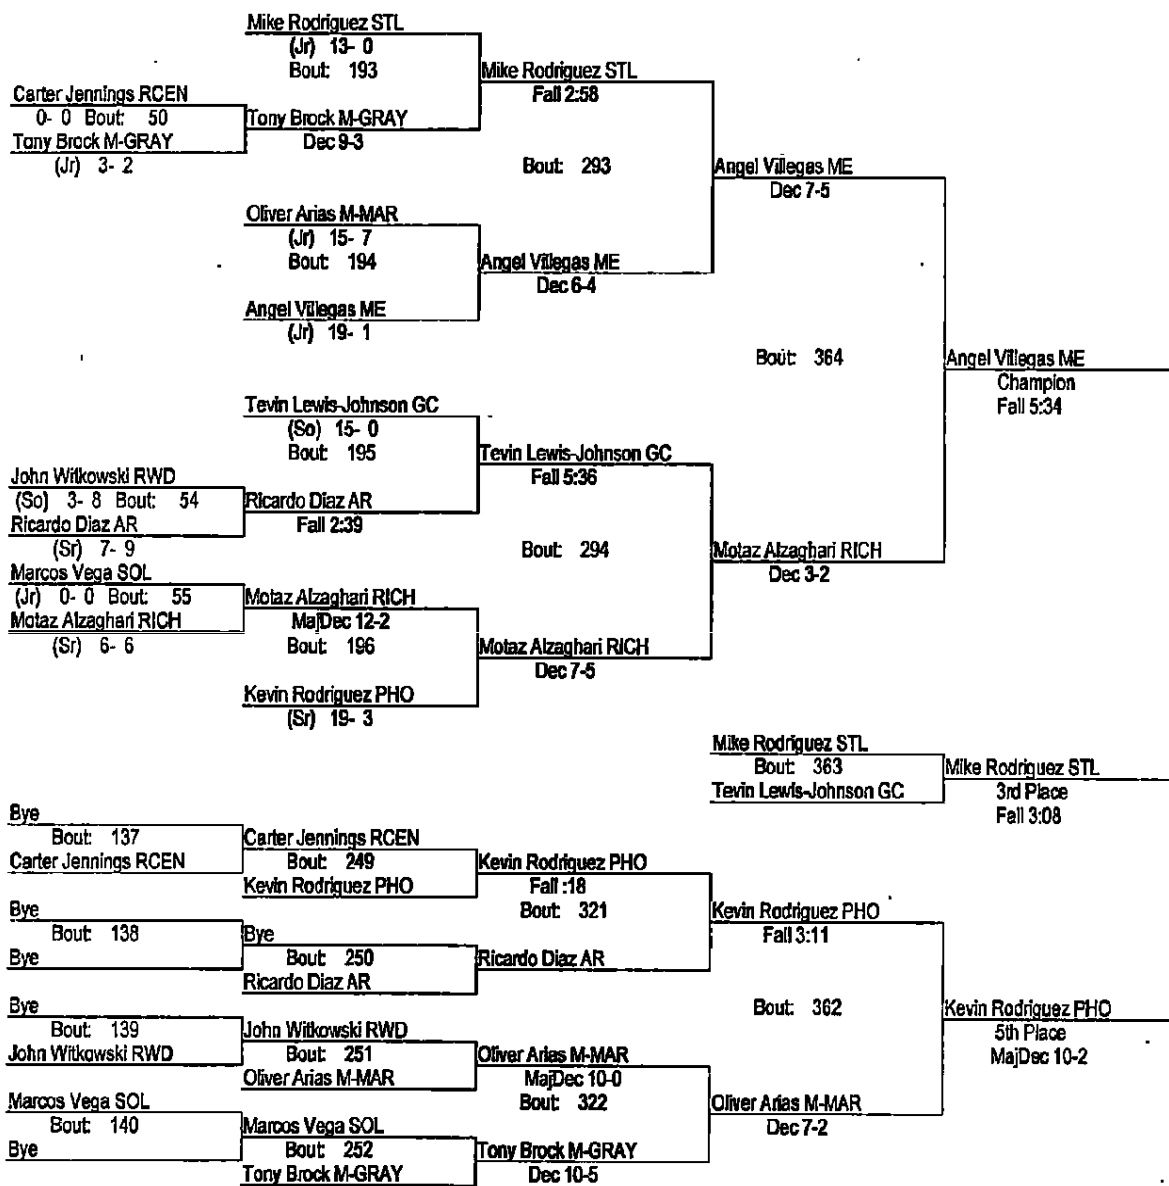 Mike Rodriguez STL
(Jr) 13- 0
Bout: 193
Mike Rodriguez STL
Fall 2:58
Carter Jennings RCEN
0- 0 Bout: 50
Tony Brock M-GRAY
(Jr) 3- 2
Tony Brock M-GRAY
Dec 9-3
Bout: 293
Angel Villegas ME
Dec 7-5
Oliver Arias M-MAR
(Jr) 15- 7
Bout: 194
Angel Villegas ME
Dec 6-4
Angel Villegas ME
(Jr) 19- 1
Bout: 364
Angel Villegas ME
Champion
Fall 5:34
Tevin Lewis-Johnson GC
(So) 15- 0
Bout: 195
Tevin Lewis-Johnson GC
Fall 5:36
John Witkowski RWD
(So) 3- 8 Bout: 54
Ricardo Diaz AR
(Sr) 7- 9
Ricardo Diaz AR
Fall 2:39
Bout: 294
Motaz Alzaghari RICH
Dec 3-2
Marcos Vega SOL
(Jr) 0- 0 Bout: 55
Motaz Alzaghari RICH
(Sr) 6- 6
Motaz Alzaghari RICH
MajDec 12-2
Bout: 196
Motaz Alzaghari RICH
Dec 7-5
Kevin Rodriguez PHO
(Sr) 19- 3
Mike Rodriguez STL
Bout: 363
Tevin Lewis-Johnson GC
Mike Rodriguez STL
3rd Place
Fall 3:08
Bye
Bout: 137
Carter Jennings RCEN
Carter Jennings RCEN
Bout: 249
Kevin Rodriguez PHO
Kevin Rodriguez PHO
Fall :18
Bout: 321
Kevin Rodriguez PHO
Fall 3:11
Bye
Bout: 138
Bye
Bye
Bout: 250
Ricardo Diaz AR
Ricardo Diaz AR
Bout: 362
Kevin Rodriguez PHO
5th Place
MajDec 10-2
Bye
Bout: 139
John Witkowski RWD
John Witkowski RWD
Bout: 251
Oliver Arias M-MAR
Oliver Arias M-MAR
MajDec 10-0
Bout: 322
Oliver Arias M-MAR
Dec 7-2
Marcos Vega SOL
Bout: 140
Bye
Marcos Vega SOL
Bout: 252
Tony Brock M-GRAY
Tony Brock M-GRAY
Dec 10-5